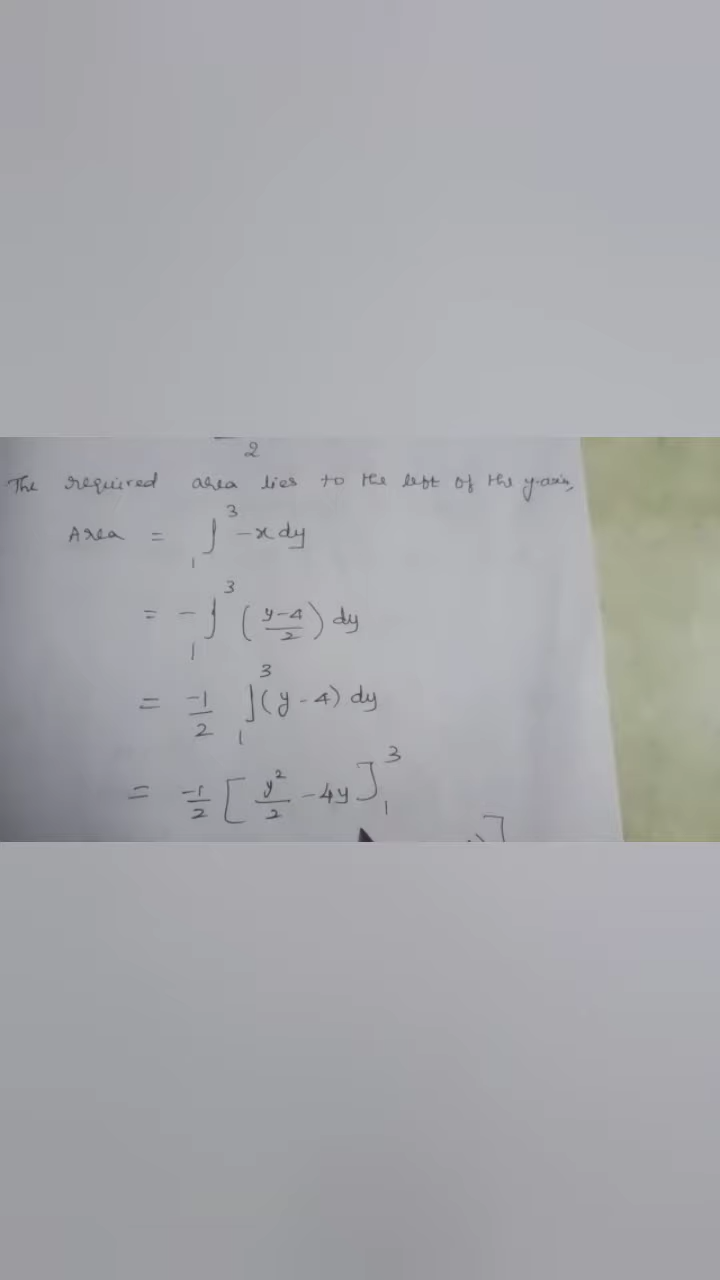 2
The required area lies to the left of the y-axis,
Area = ∫₁³ -x dy
= -∫₁³ (y-4/2) dy
= -1/2 ∫₁³ (y-4) dy
= -1/2 [y²/2 - 4y]₁³